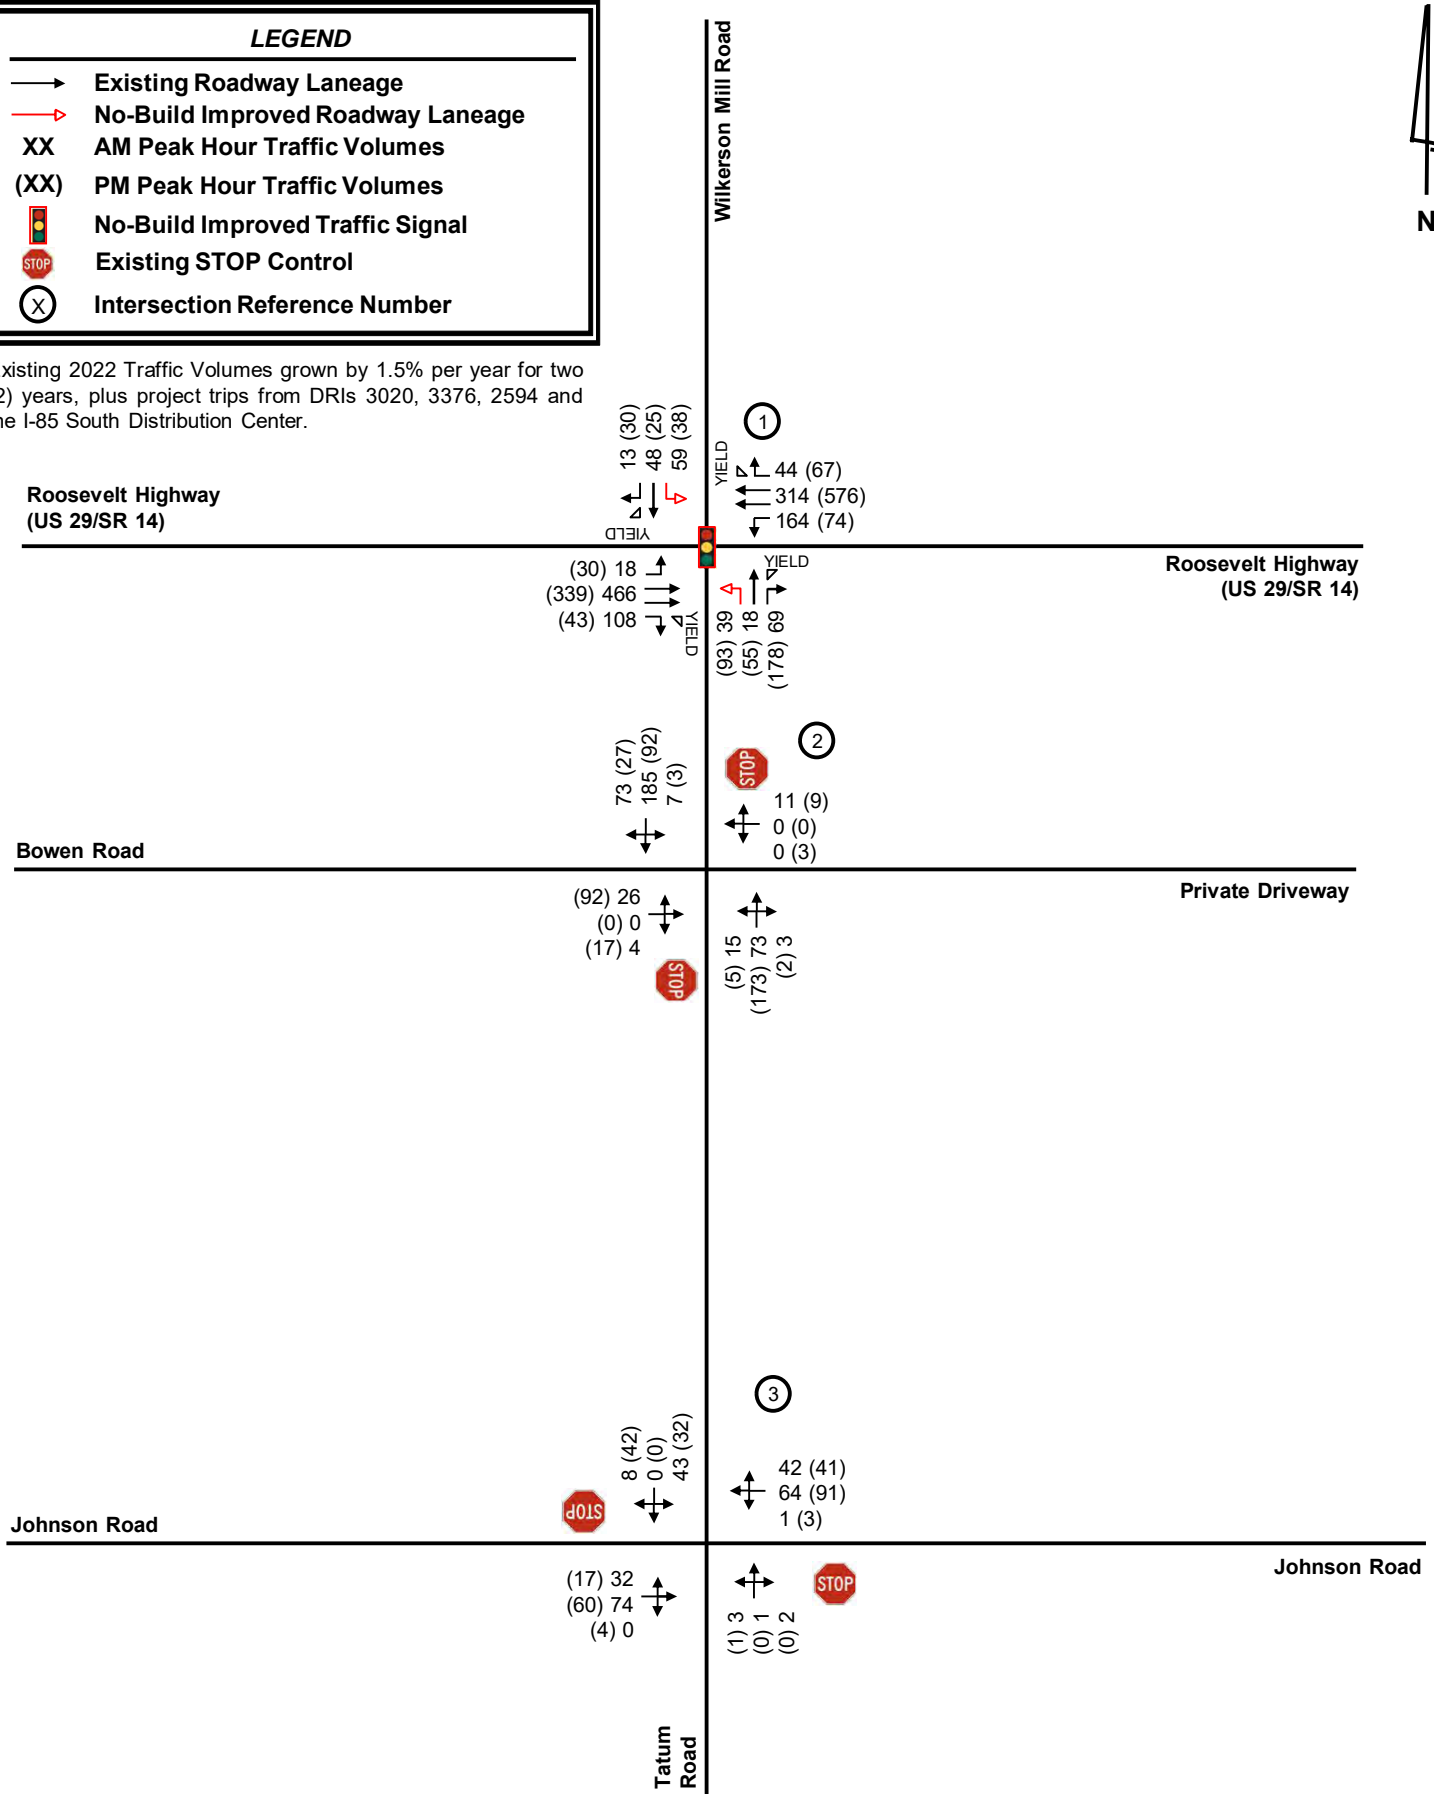 LEGEND
Existing Roadway Laneage
No-Build Improved Roadway Laneage
XX AM Peak Hour Traffic Volumes
(XX) PM Peak Hour Traffic Volumes
No-Build Improved Traffic Signal
STOP Existing STOP Control
X Intersection Reference Number
xisting 2022 Traffic Volumes grown by 1.5% per year for two
2) years, plus project trips from DRIs 3020, 3376, 2594 and
ne I-85 South Distribution Center.
Wilkerson Mill Road
N
13 (30)
48 (25)
59 (38)
1
YIELD
44 (67)
314 (576)
164 (74)
YIELD
Roosevelt Highway
(US 29/SR 14)
Roosevelt Highway
(US 29/SR 14)
(30) 18
(339) 466
(43) 108
YIELD
YIELD
(93) 39
(55) 18
(178) 69
2
73 (27)
185 (92)
7 (3)
STOP
11 (9)
0 (0)
0 (3)
Bowen Road
Private Driveway
(92) 26
(0) 0
(17) 4
STOP
(5) 15
(173) 73
(2) 3
3
8 (42)
0 (0)
43 (32)
STOP
42 (41)
64 (91)
1 (3)
Johnson Road
Johnson Road
(17) 32
(60) 74
(4) 0
STOP
(1) 3
(0) 1
(0) 2
Tatum
Road